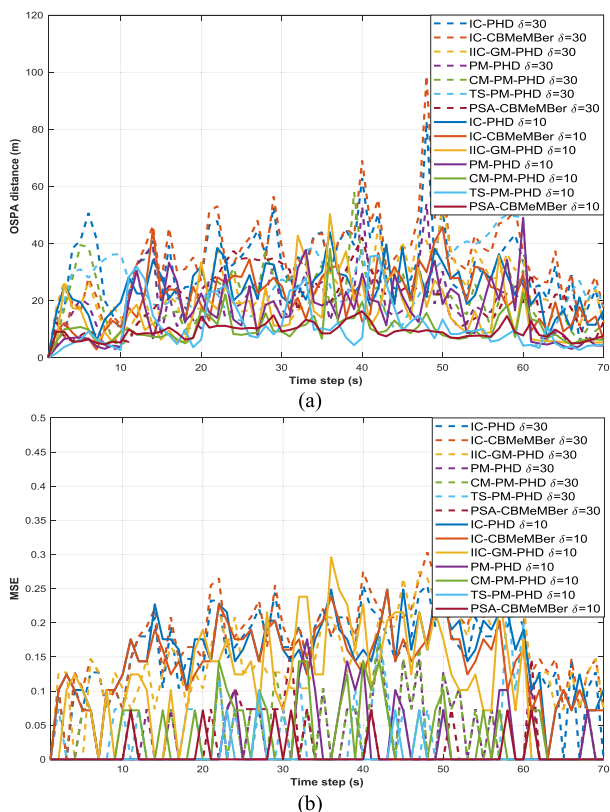 120
100
80
60
40
20
0
OSPA distance (m)
IC-PHD δ=30
IC-CBMeMBer δ=30
IIC-GM-PHD δ=30
PM-PHD δ=30
CM-PM-PHD δ=30
TS-PM-PHD δ=30
PSA-CBMeMBer δ=30
IC-PHD δ=10
IC-CBMeMBer δ=10
IIC-GM-PHD δ=10
PM-PHD δ=10
CM-PM-PHD δ=10
TS-PM-PHD δ=10
PSA-CBMeMBer δ=10
10 20 30 40 50 60 70
Time step (s)
(a)
0.5
0.45
0.4
0.35
0.3
0.25
0.2
0.15
0.1
0.05
0
MSE
IC-PHD δ=30
IC-CBMeMBer δ=30
IIC-GM-PHD δ=30
PM-PHD δ=30
CM-PM-PHD δ=30
TS-PM-PHD δ=30
PSA-CBMeMBer δ=30
IC-PHD δ=10
IC-CBMeMBer δ=10
IIC-GM-PHD δ=10
PM-PHD δ=10
CM-PM-PHD δ=10
TS-PM-PHD δ=10
PSA-CBMeMBer δ=10
10 20 30 40 50 60 70
Time step (s)
(b)